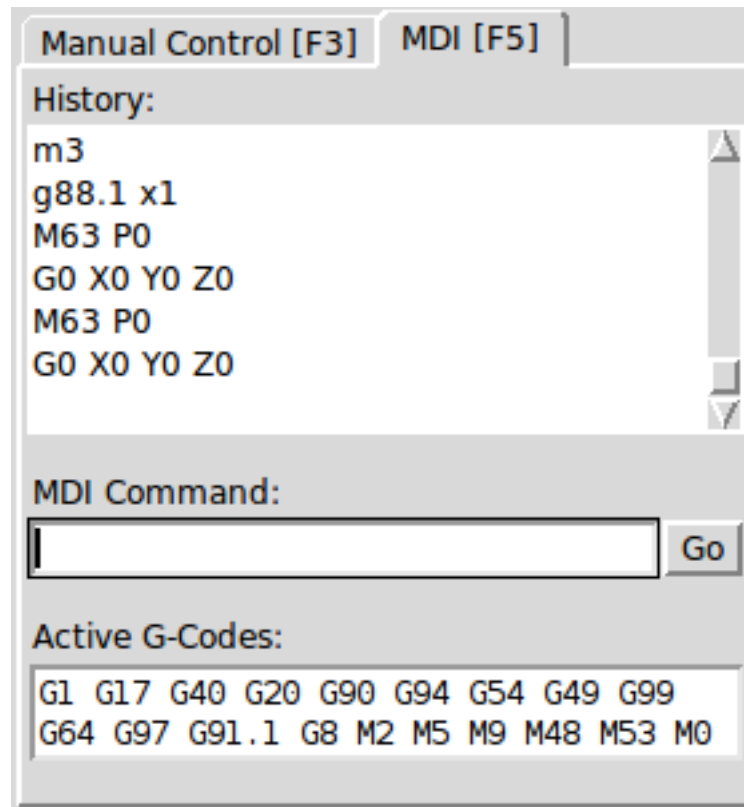 Manual Control [F3] MDI [F5]
History:
m3
g88.1 x1
M63 P0
G0 X0 Y0 Z0
M63 P0
G0 X0 Y0 Z0
MDI Command:
Go
Active G-Codes:
G1 G17 G40 G20 G90 G94 G54 G49 G99
G64 G97 G91.1 G8 M2 M5 M9 M48 M53 M0